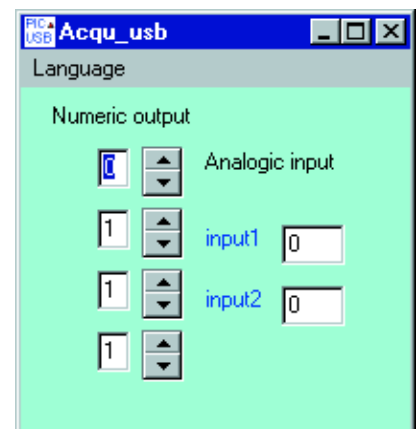 PIC USB Acqu_usb
Language
Numeric output
0 Analogic input
1 input1 0
1 input2 0
1